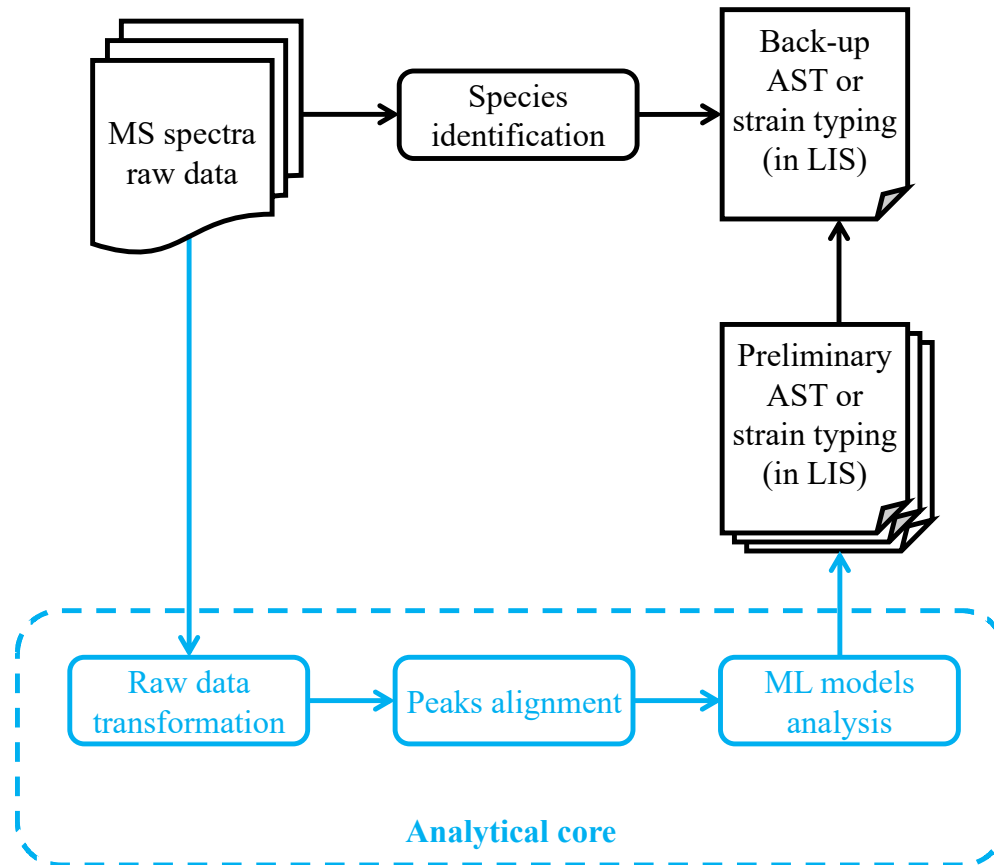 MS spectra
raw data
Species
identification
Back-up
AST or
strain typing
(in LIS)
Preliminary
AST or
strain typing
(in LIS)
Raw data
transformation
Peaks alignment
ML models
analysis
Analytical core